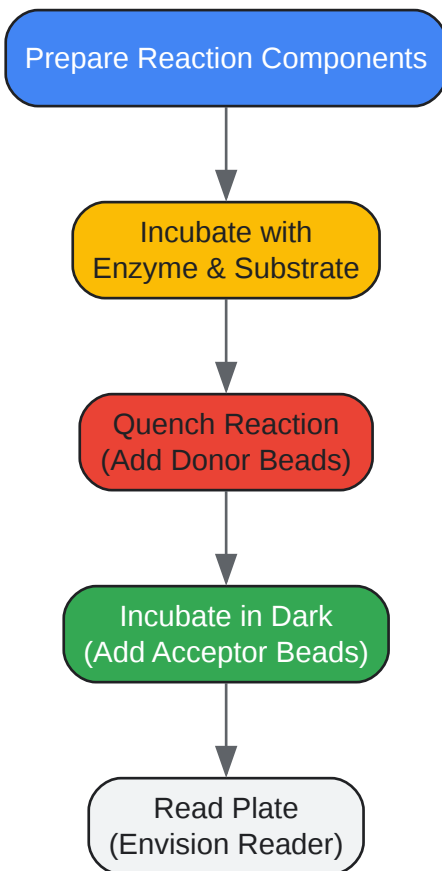 Prepare Reaction Components
Incubate with
Enzyme & Substrate
Quench Reaction
(Add Donor Beads)
Incubate in Dark
(Add Acceptor Beads)
Read Plate
(Envision Reader)